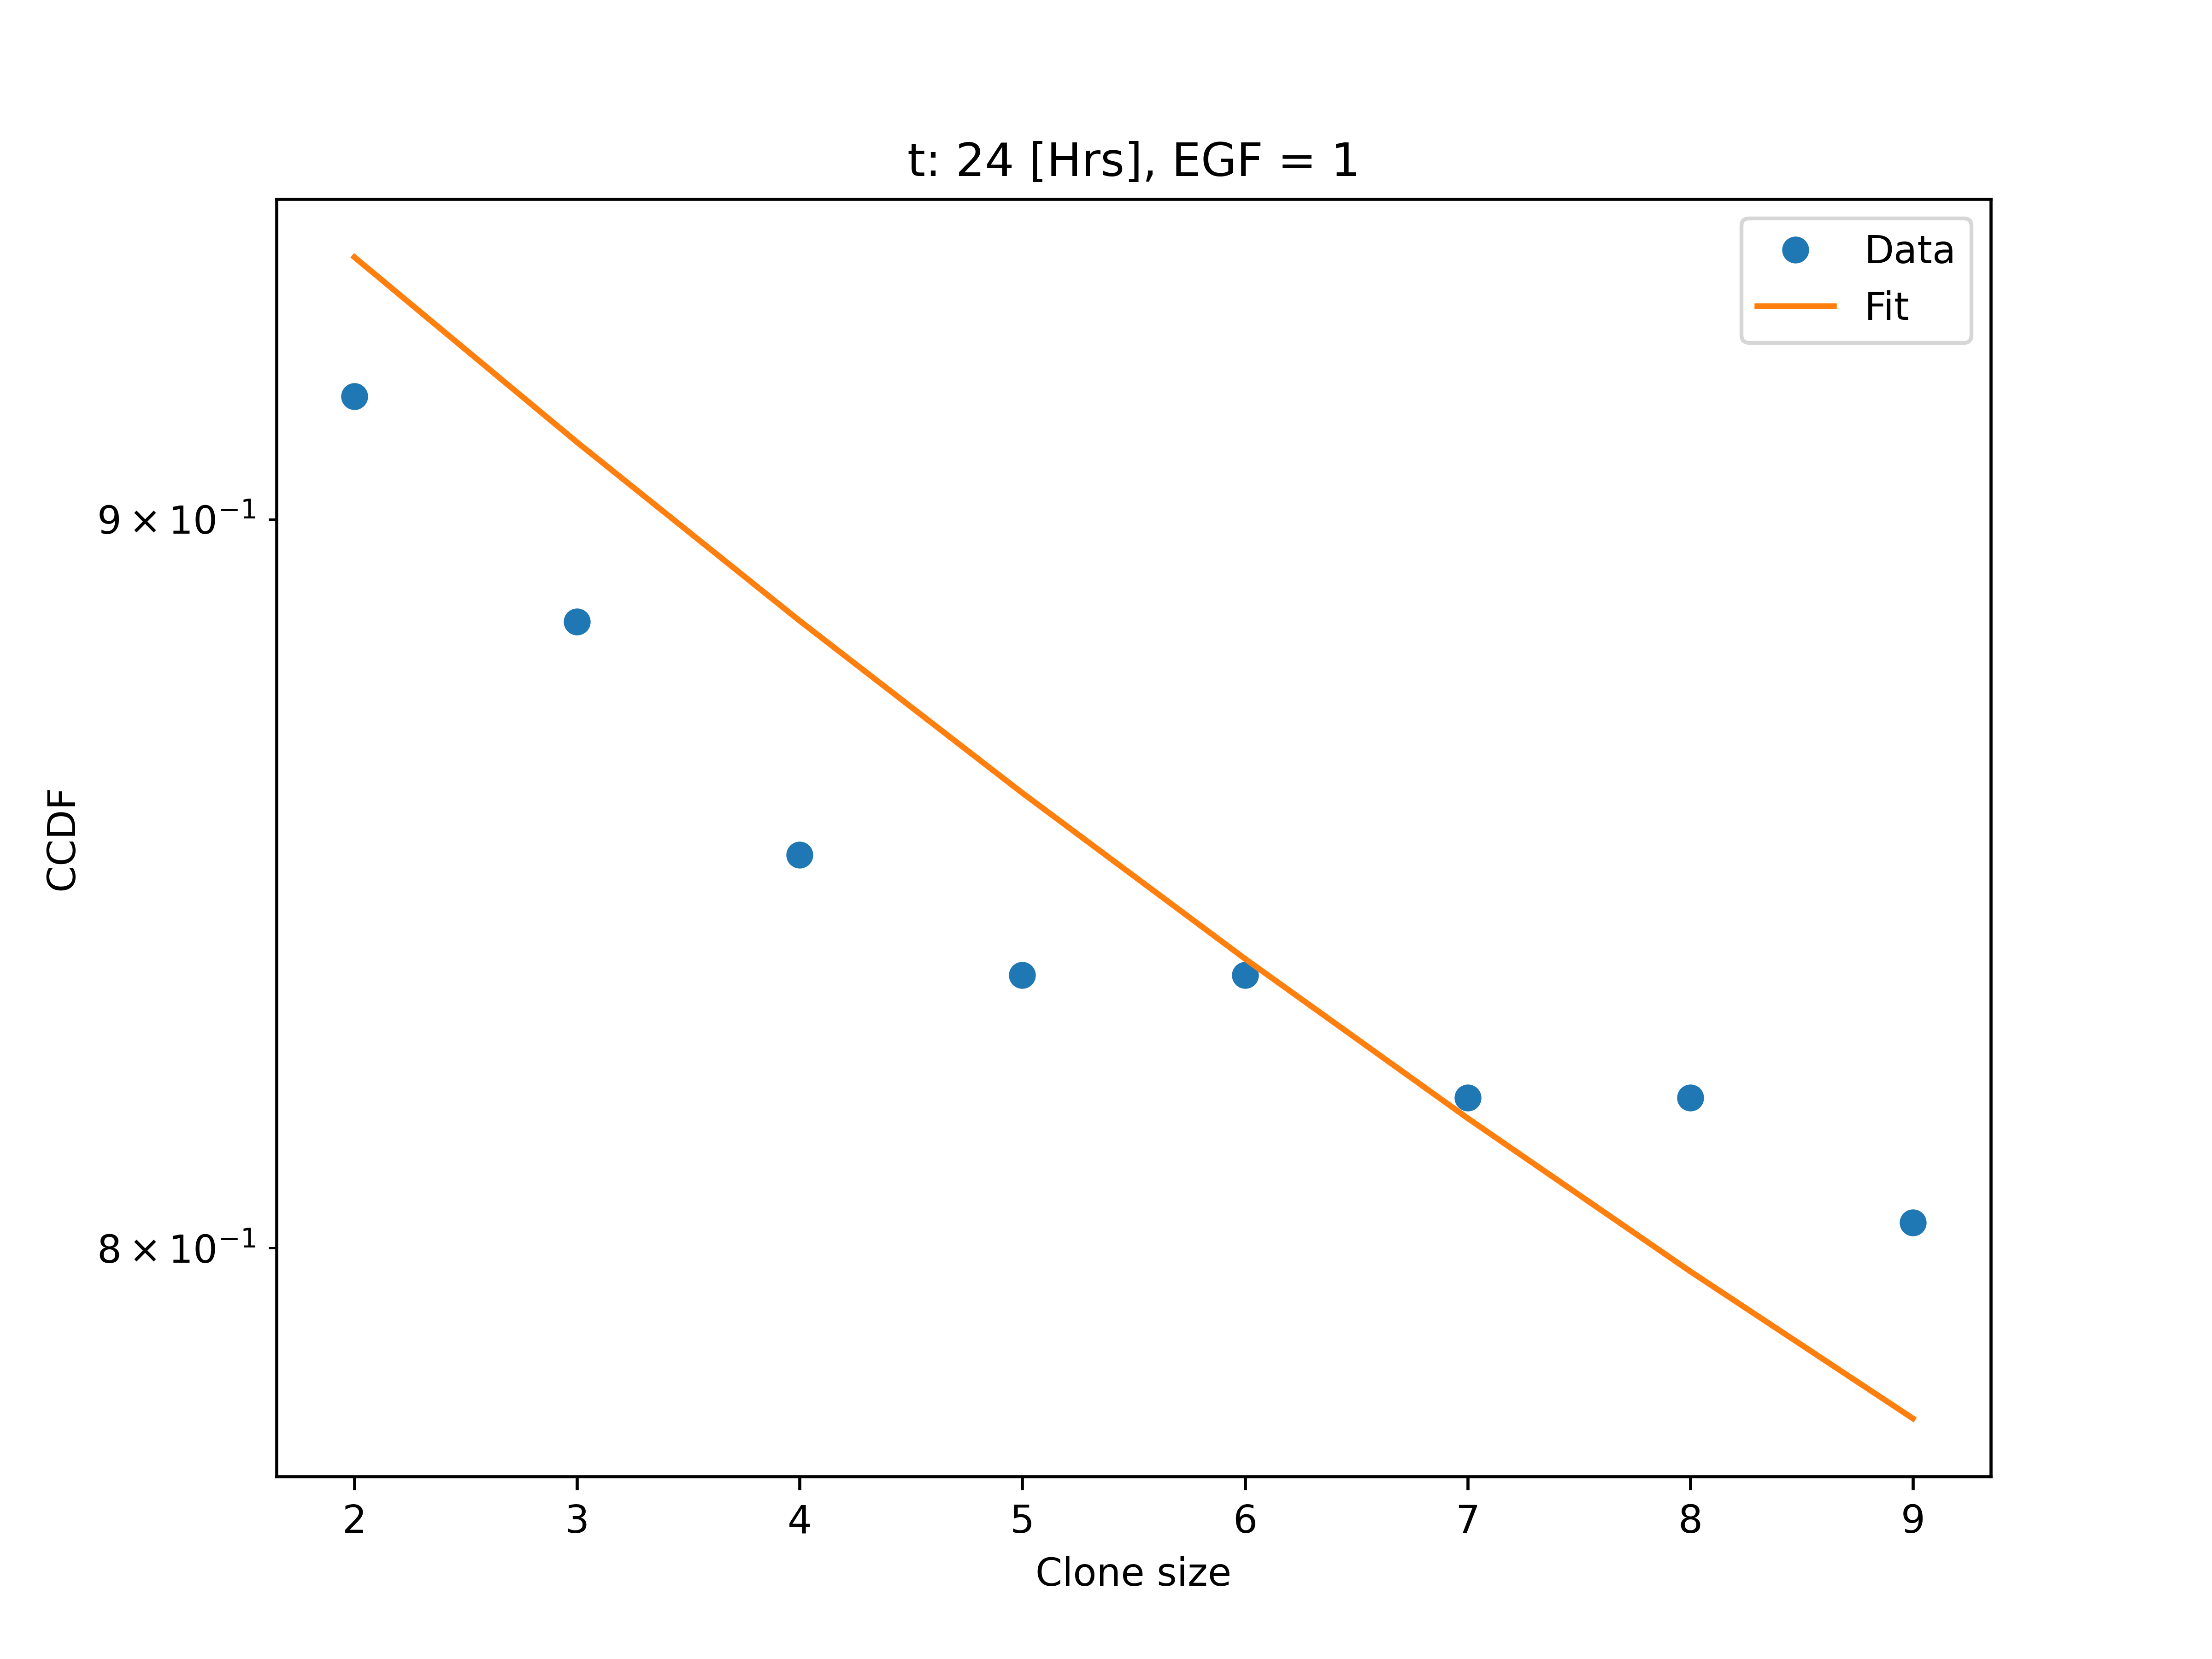 t: 24 [Hrs], EGF = 1
Data
Fit
9 × 10⁻¹
8 × 10⁻¹
CCDF
2 3 4 5 6 7 8 9
Clone size